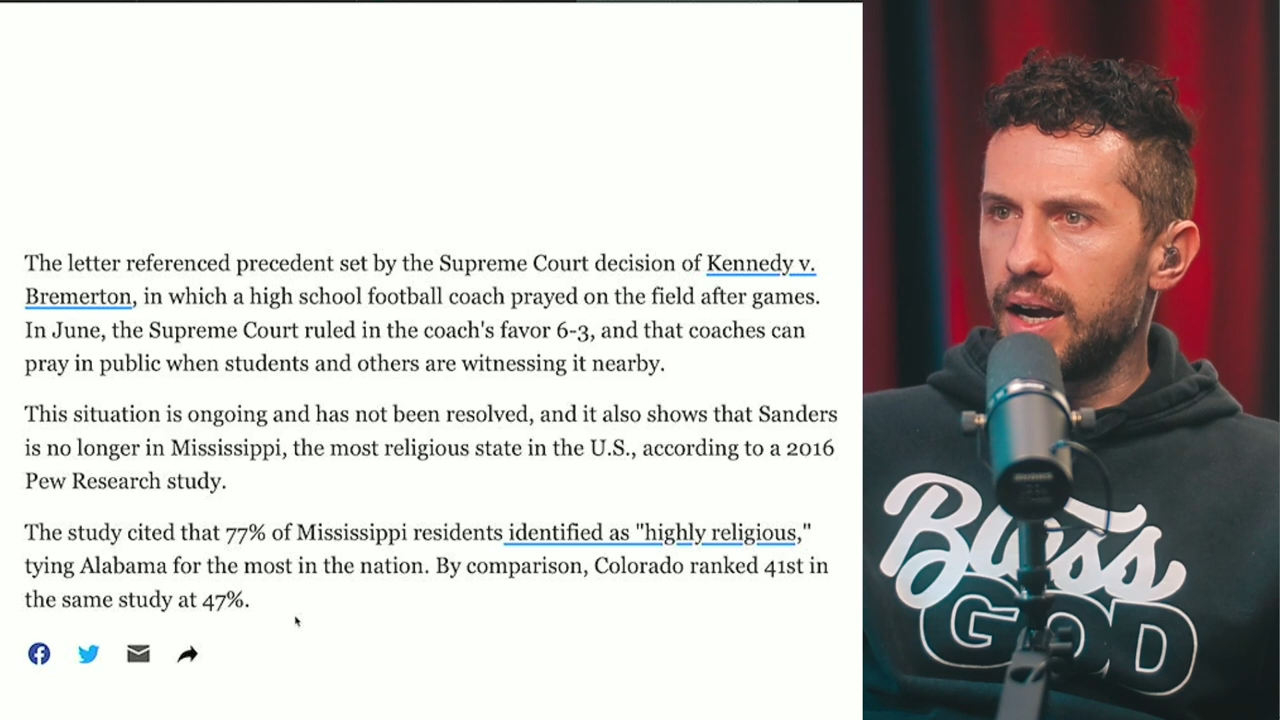 The letter referenced precedent set by the Supreme Court decision of Kennedy v.
Bremerton, in which a high school football coach prayed on the field after games.
In June, the Supreme Court ruled in the coach's favor 6-3, and that coaches can
pray in public when students and others are witnessing it nearby.
This situation is ongoing and has not been resolved, and it also shows that Sanders
is no longer in Mississippi, the most religious state in the U.S., according to a 2016
Pew Research study.
The study cited that 77% of Mississippi residents identified as "highly religious,"
tying Alabama for the most in the nation. By comparison, Colorado ranked 41st in
the same study at 47%.
Bless
GOD